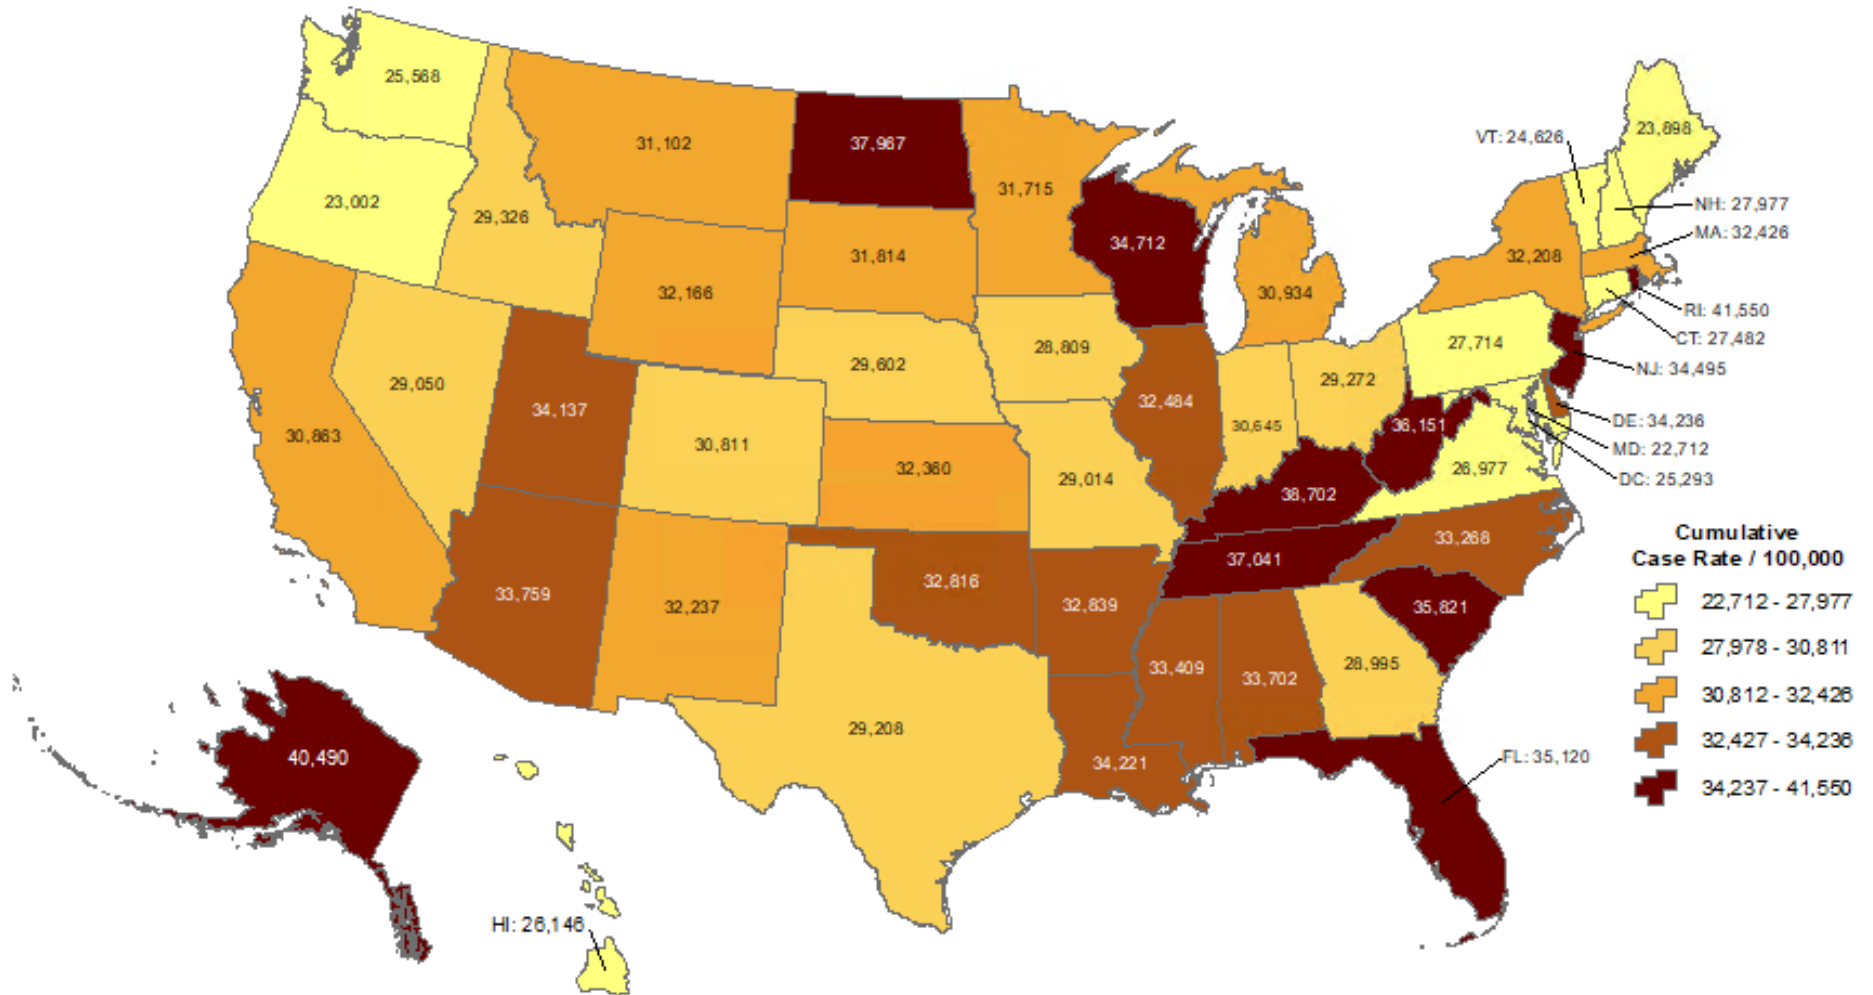 25,568
31,102
37,967
31,715
VT: 24,626
23,898
23,002
29,326
NH: 27,977
MA: 32,426
34,712
31,814
32,208
32,166
30,934
RI: 41,550
CT: 27,482
27,714
28,809
29,602
29,272
NJ: 34,495
29,050
34,137
32,484
DE: 34,236
30,863
30,811
30,645
36,151
MD: 22,712
32,360
29,014
26,977
DC: 25,293
38,702
33,268
37,041
33,759
32,237
32,816
32,839
35,821
33,409
33,702
28,995
29,208
34,221
40,490
FL: 35,120
HI: 26,146
Cumulative
Case Rate / 100,000
22,712 - 27,977
27,978 - 30,811
30,812 - 32,426
32,427 - 34,236
34,237 - 41,550